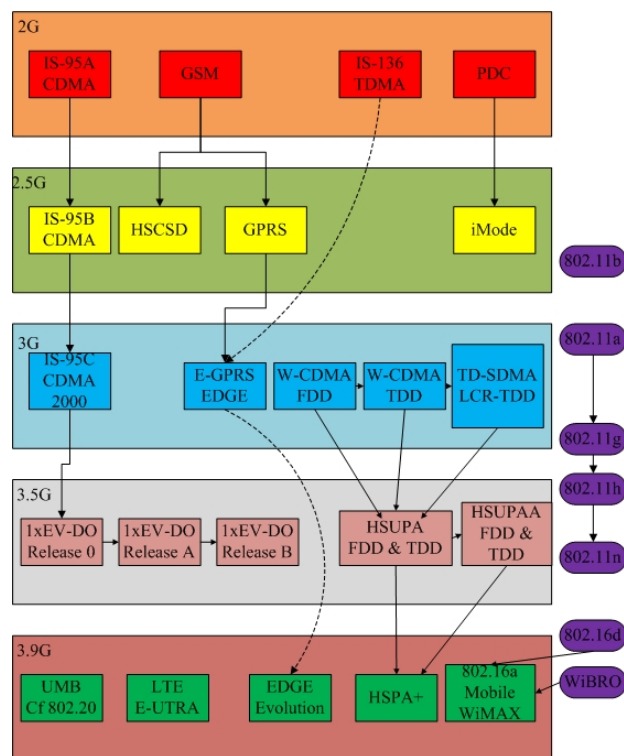 2G
IS-95A
CDMA
GSM
IS-136
TDMA
PDC
2.5G
IS-95B
CDMA
HSCSD
GPRS
iMode
802.11b
3G
IS-95C
CDMA
2000
E-GPRS
EDGE
W-CDMA
FDD
W-CDMA
TDD
TD-SDMA
LCR-TDD
802.11a
802.11g
3.5G
1xEV-DO
Release 0
1xEV-DO
Release A
1xEV-DO
Release B
HSUPA
FDD & TDD
HSUPAA
FDD &
TDD
802.11h
802.11n
3.9G
UMB
Cf 802.20
LTE
E-UTRA
EDGE
Evolution
HSPA+
802.16a
Mobile
WiMAX
802.16d
WiBRO